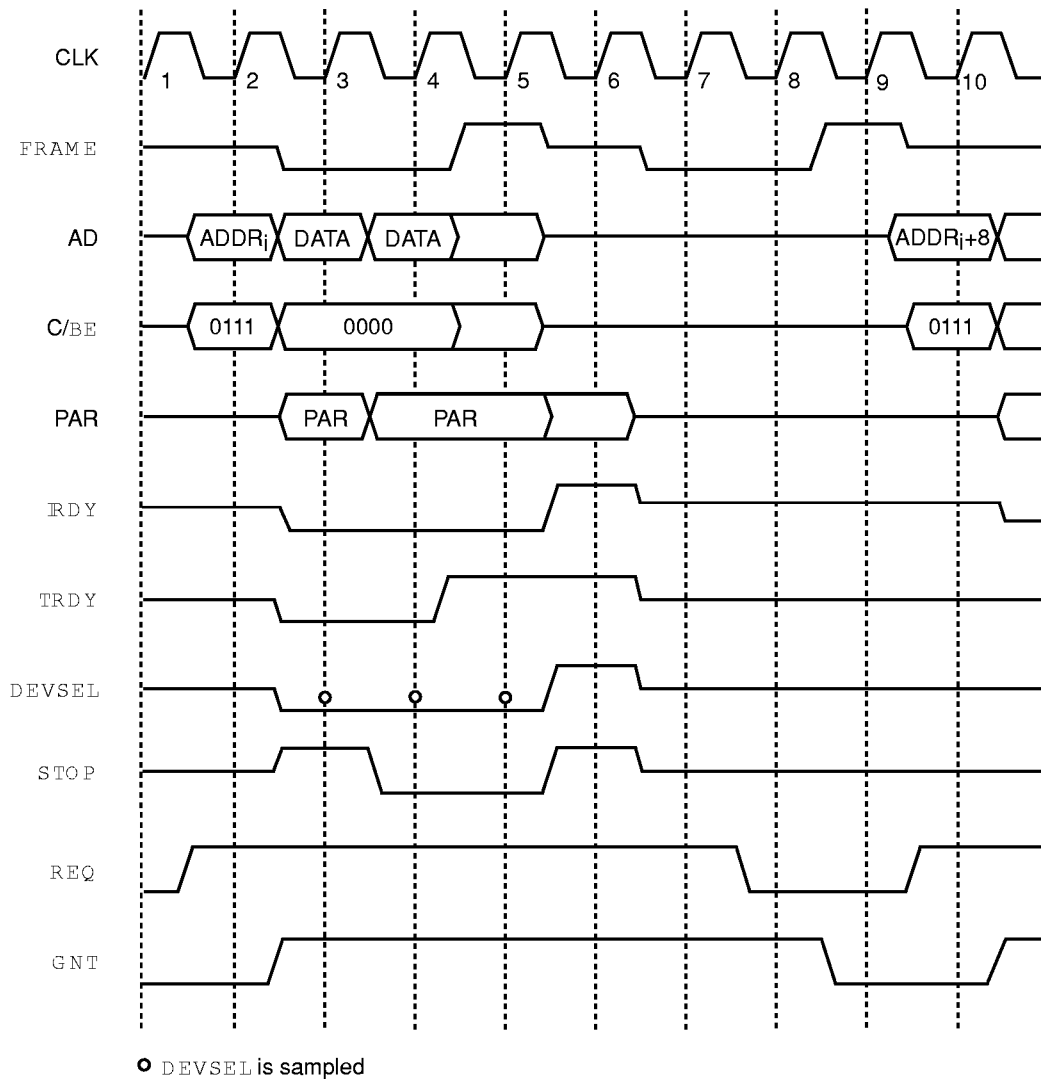 CLK
1 2 3 4 5 6 7 8 9 10
FRAME
AD
ADDRi DATA DATA ADDRi+8
C/BE
0111 0000 0111
PAR
PAR PAR
IRDY
TRDY
DEVSEL
STOP
REQ
GNT
DEVSEL is sampled